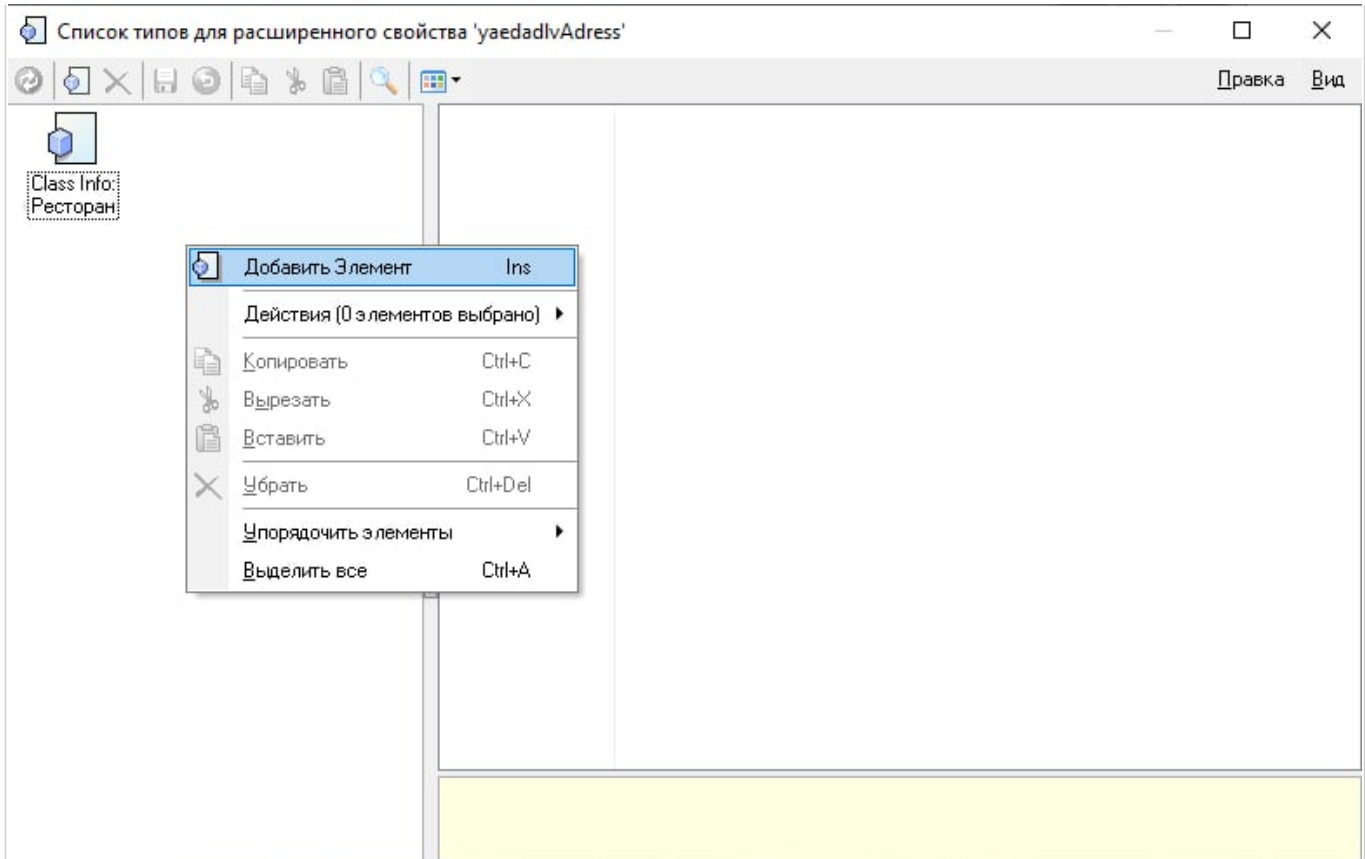 Список типов для расширенного свойства 'yaedadlvAdress'
Правка Вид
Class Info:
Ресторан
Добавить Элемент Ins
Действия (0 элементов выбрано)
Копировать Ctrl+C
Вырезать Ctrl+X
Вставить Ctrl+V
Убрать Ctrl+Del
Упорядочить элементы
Выделить все Ctrl+A